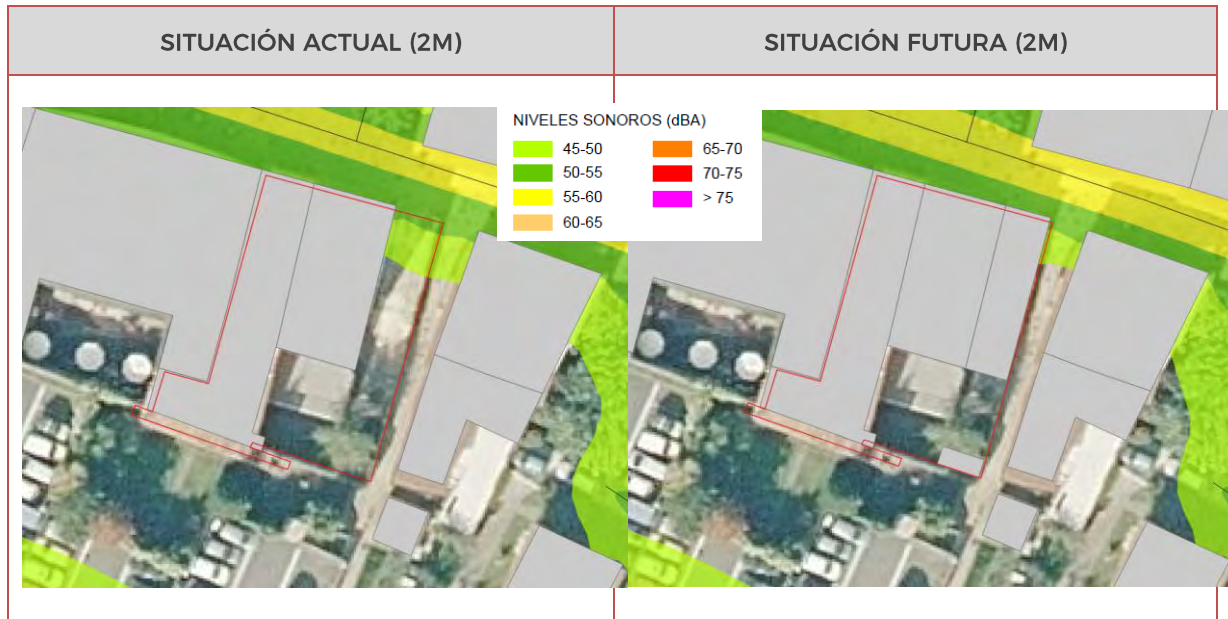 SITUACIÓN ACTUAL (2M)
SITUACIÓN FUTURA (2M)
NIVELES SONOROS (dBA)
45-50
65-70
50-55
70-75
55-60
> 75
60-65